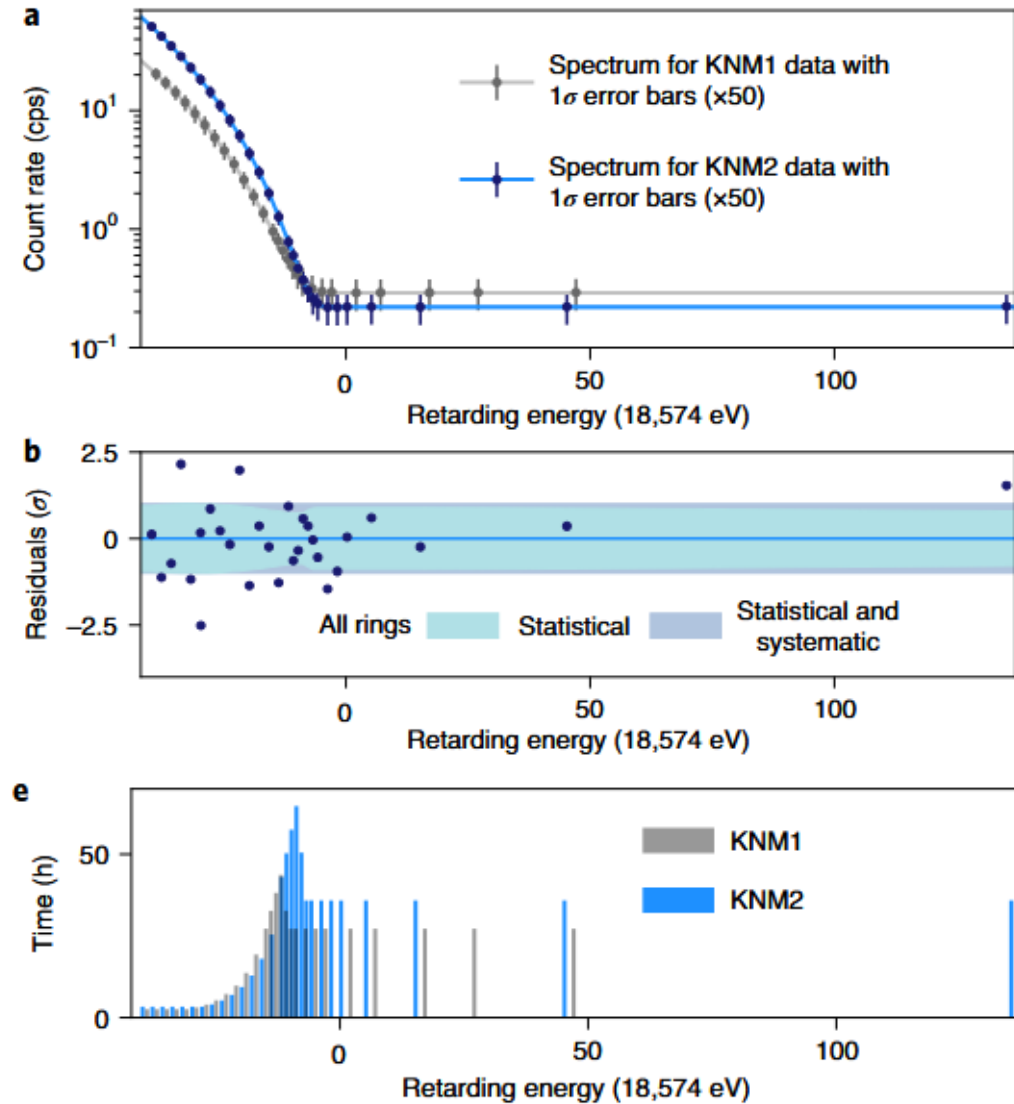 a
Count rate (cps)
10¹
10⁰
10⁻¹
Spectrum for KNM1 data with
1σ error bars (×50)
Spectrum for KNM2 data with
1σ error bars (×50)
0
50
100
Retarding energy (18,574 eV)
b
Residuals (σ)
2.5
0
−2.5
All rings
Statistical
Statistical and
systematic
0
50
100
Retarding energy (18,574 eV)
e
Time (h)
50
0
KNM1
KNM2
0
50
100
Retarding energy (18,574 eV)